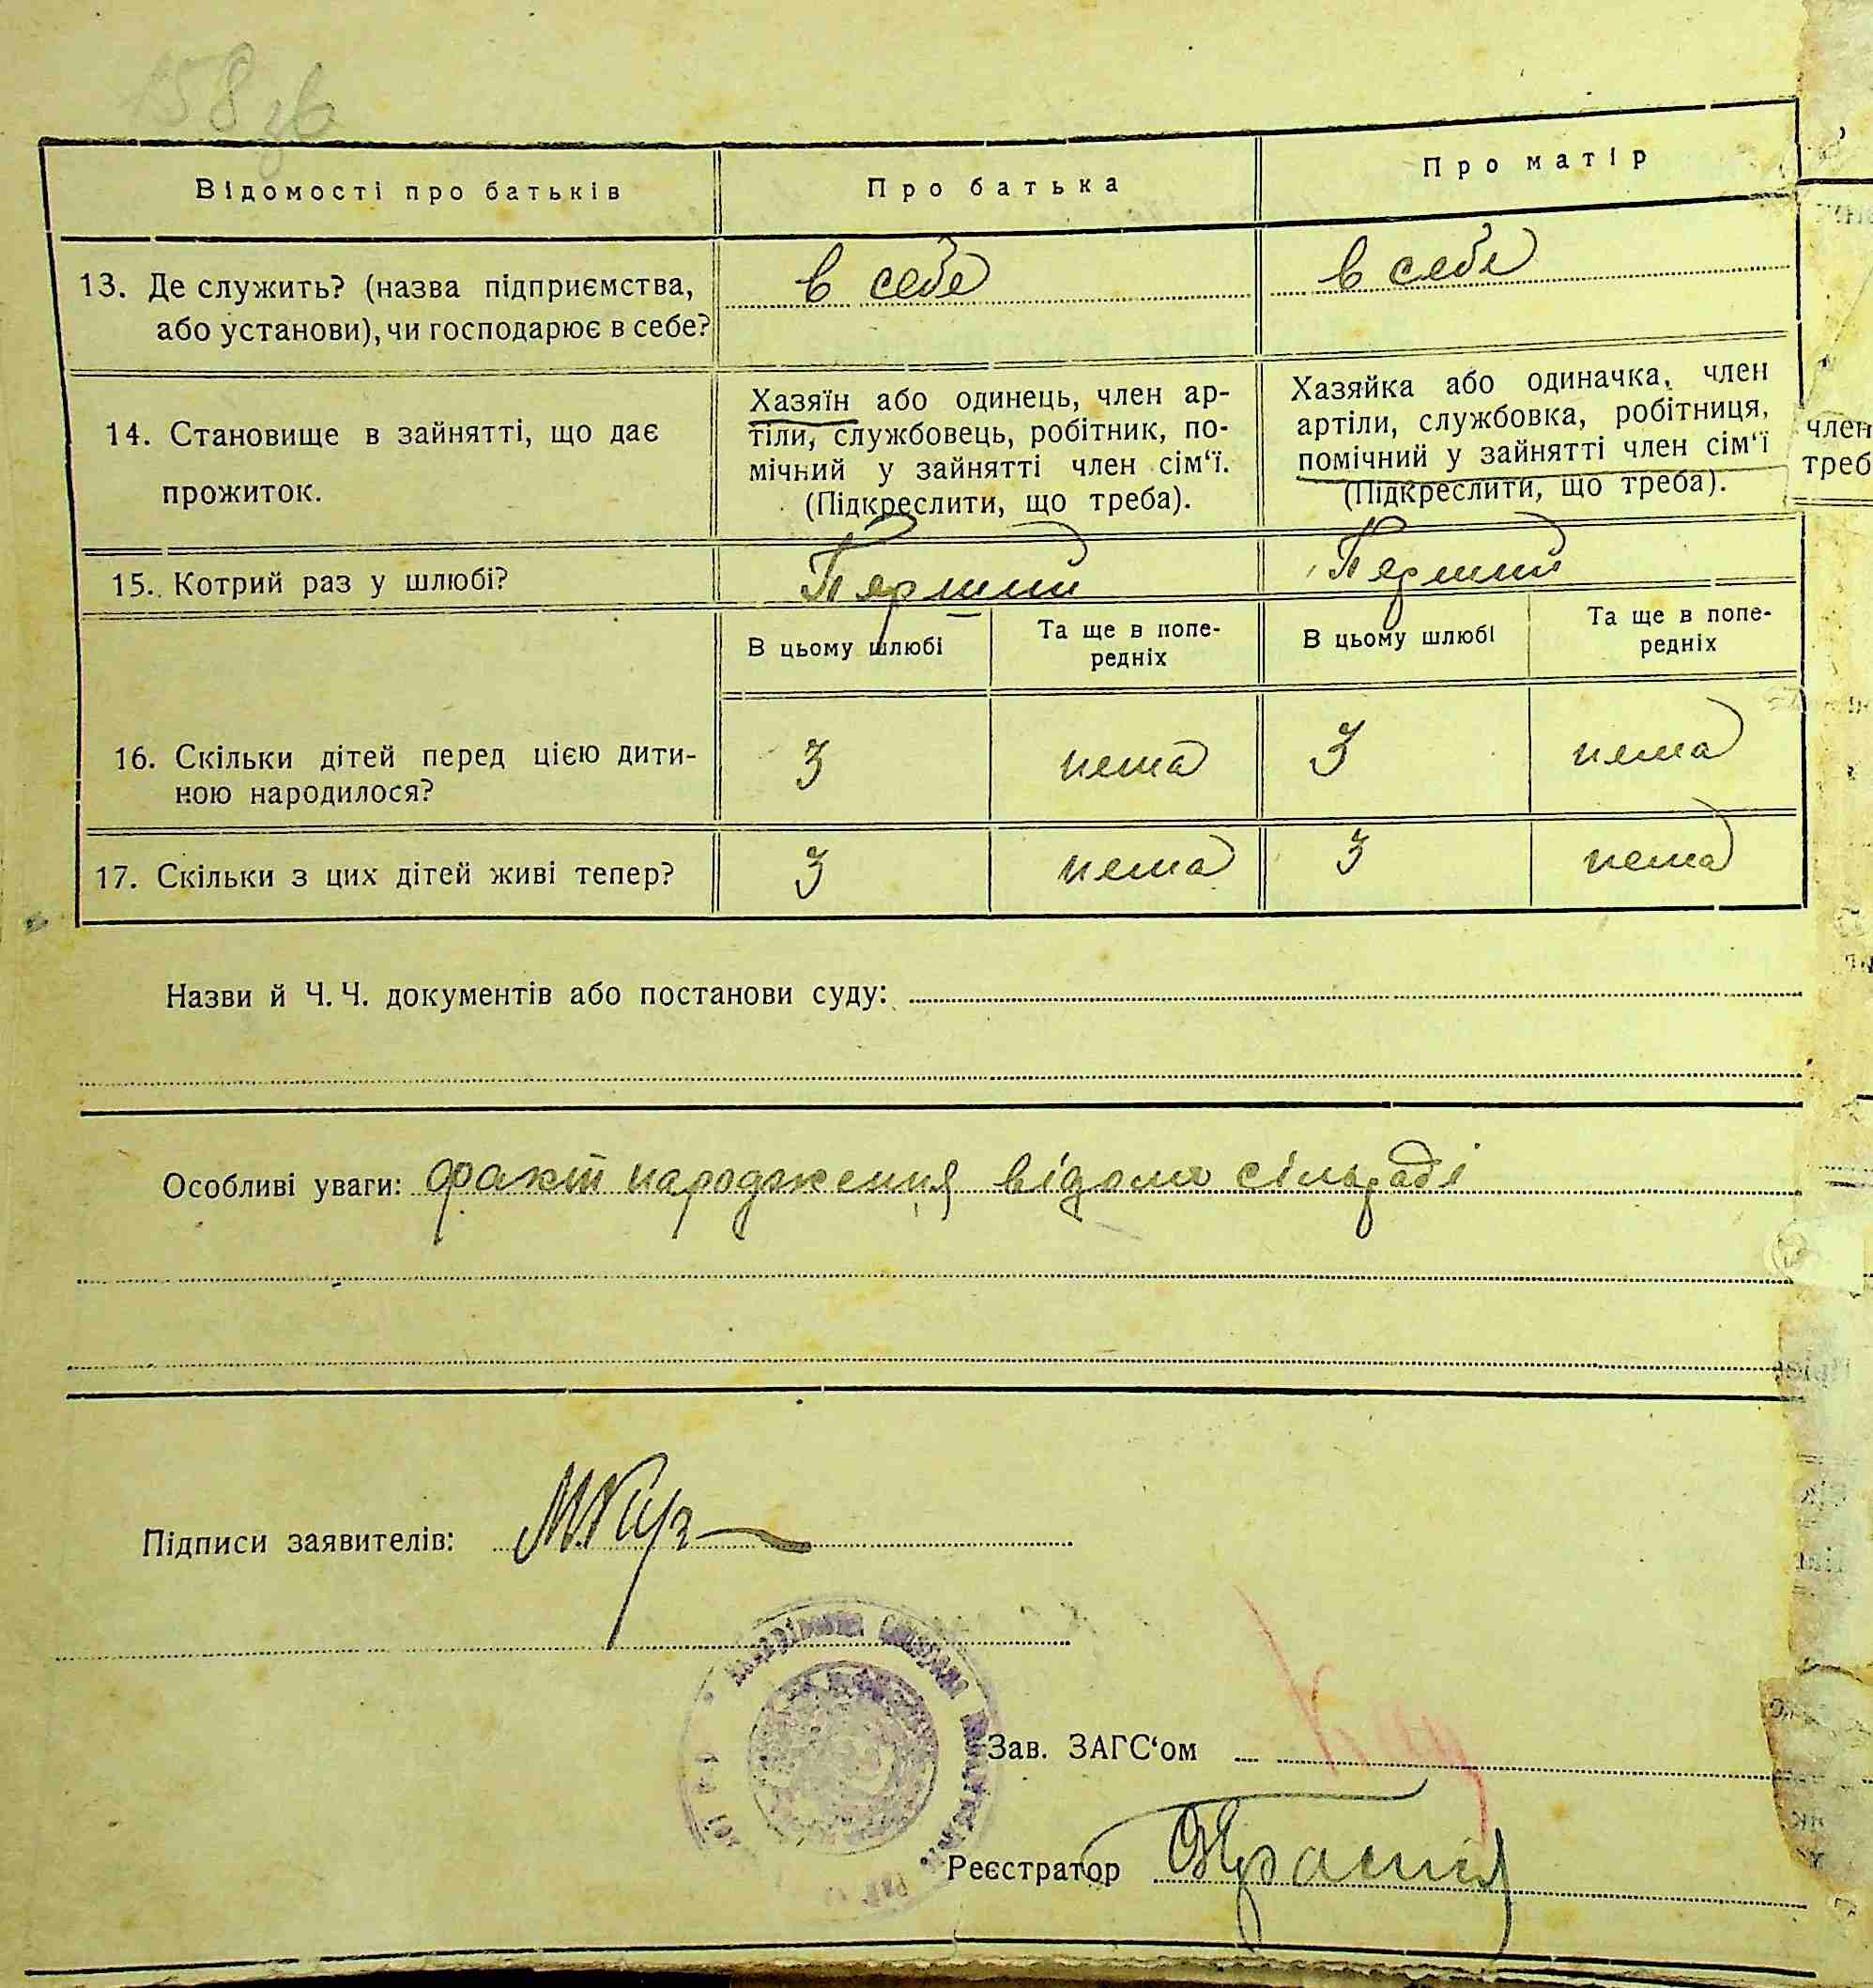 158 зв
Відомості про батьків
Про батька
Про матір
13. Де служить? (назва підприємства,
або установи), чи господарює в себе?
в себе
в себе
14. Становище в зайнятті, що дає
прожиток.
Хазяїн або одинець, член ар-
тіли, службовець, робітник, по-
мічний у зайнятті член сім'ї.
(Підкреслити, що треба).
Хазяйка або одиначка, член
артіли, службовка, робітниця,
помічний у зайнятті член сім'ї
(Підкреслити, що треба).
15. Котрий раз у шлюбі?
Перший
Перший
В цьому шлюбі
Та ще в попе-
редніх
В цьому шлюбі
Та ще в попе-
редніх
16. Скільки дітей перед цією дити-
ною народилося?
3
нема
3
нема
17. Скільки з цих дітей живі тепер?
3
нема
3
нема
Назви й Ч. Ч. документів або постанови суду:
Особливі уваги: факт народження відомо сільраді
Підписи заявителів:
Зав. ЗАГС'ом
Реєстратор
член
треб